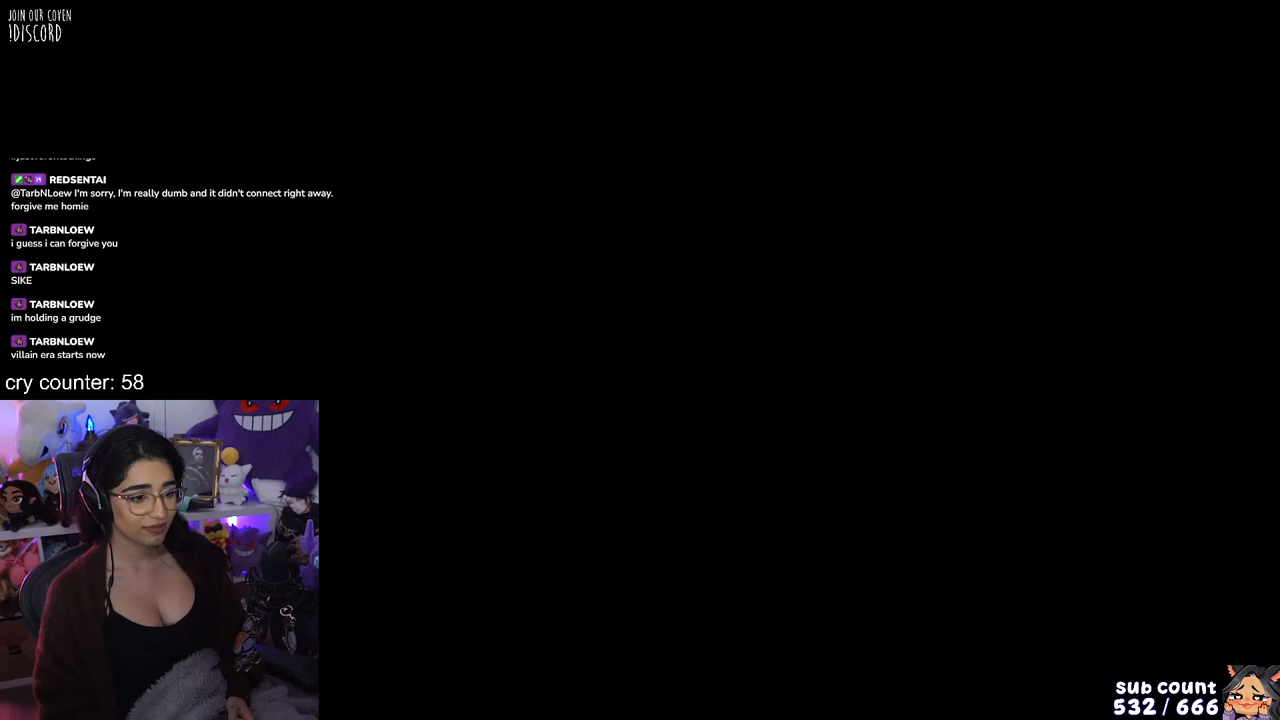 JOIN OUR COVEN
!DISCORD
REDSENTAI
@TarbNLoew I'm sorry, I'm really dumb and it didn't connect right away.
forgive me homie
TARBNLOEW
i guess i can forgive you
TARBNLOEW
SIKE
TARBNLOEW
im holding a grudge
TARBNLOEW
villain era starts now
cry counter: 58
sub count
532 / 666